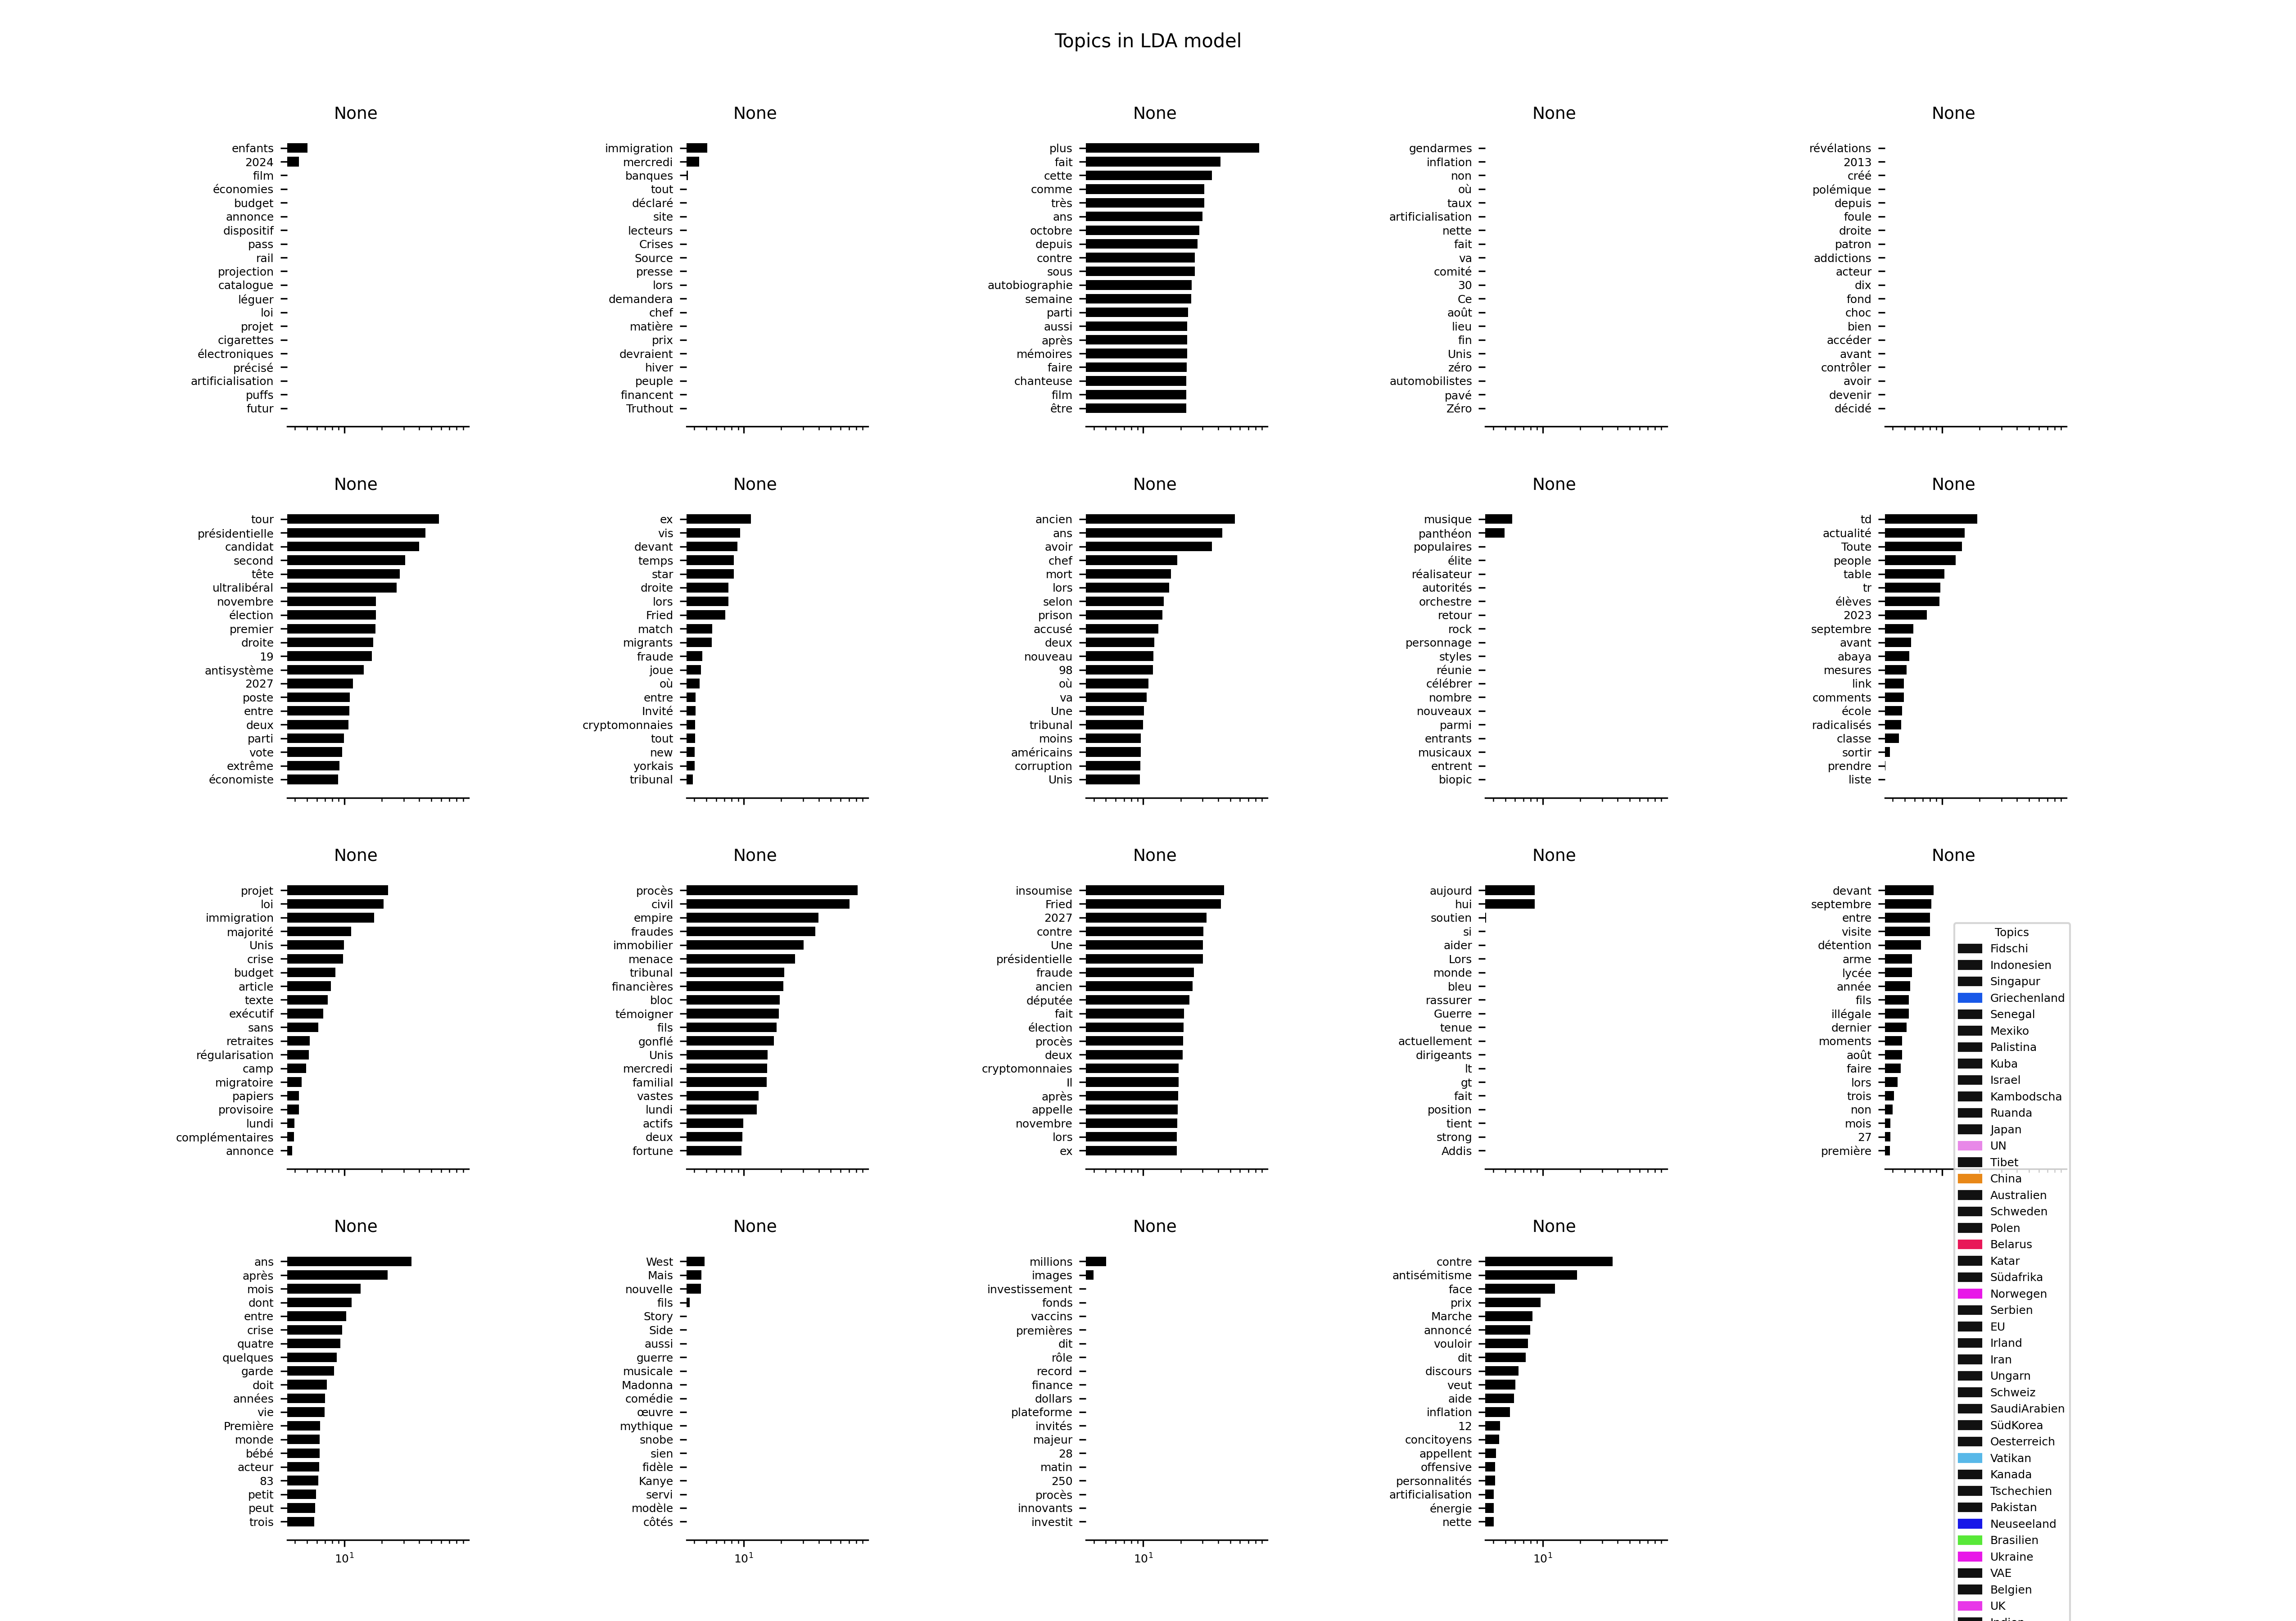 Topics in LDA model
None
enfants
2024
film
économies
budget
annonce
dispositif
pass
rail
projection
catalogue
léguer
loi
projet
cigarettes
électroniques
précisé
artificialisation
puffs
futur
None
immigration
mercredi
banques
tout
déclaré
site
lecteurs
Crises
Source
presse
lors
demandera
chef
matière
prix
devraient
hiver
peuple
financent
Truthout
None
plus
fait
cette
comme
très
ans
octobre
depuis
contre
sous
autobiographie
semaine
parti
aussi
après
mémoires
faire
chanteuse
film
être
None
gendarmes
inflation
non
où
taux
artificialisation
nette
fait
va
comité
30
Ce
août
lieu
fin
Unis
zéro
automobilistes
pavé
Zéro
None
révélations
2013
créé
polémique
depuis
foule
droite
patron
addictions
acteur
dix
fond
choc
bien
accéder
avant
contrôler
avoir
devenir
décidé
None
tour
présidentielle
candidat
second
tête
ultralibéral
novembre
élection
premier
droite
19
antisystème
2027
poste
entre
deux
parti
vote
extrême
économiste
None
ex
vis
devant
temps
star
droite
lors
Fried
match
migrants
fraude
joue
où
entre
Invité
cryptomonnaies
tout
new
yorkais
tribunal
None
ancien
ans
avoir
chef
mort
lors
selon
prison
accusé
deux
nouveau
98
où
va
Une
tribunal
moins
américains
corruption
Unis
None
musique
panthéon
populaires
élite
réalisateur
autorités
orchestre
retour
rock
personnage
styles
réunie
célébrer
nombre
nouveaux
parmi
entrants
musicaux
entrent
biopic
None
td
actualité
Toute
people
table
tr
élèves
2023
septembre
avant
abaya
mesures
link
comments
école
radicalisés
classe
sortir
prendre
liste
None
projet
loi
immigration
majorité
Unis
crise
budget
article
texte
exécutif
sans
retraites
régularisation
camp
migratoire
papiers
provisoire
lundi
complémentaires
annonce
None
procès
civil
empire
fraudes
immobilier
menace
tribunal
financières
bloc
témoigner
fils
gonflé
Unis
mercredi
familial
vastes
lundi
actifs
deux
fortune
None
insoumise
Fried
2027
contre
Une
présidentielle
fraude
ancien
députée
fait
élection
procès
deux
cryptomonnaies
Il
après
appelle
novembre
lors
ex
None
aujourd
hui
soutien
si
aider
Lors
monde
bleu
rassurer
Guerre
tenue
actuellement
dirigeants
lt
gt
fait
position
tient
strong
Addis
None
devant
septembre
entre
visite
détention
arme
lycée
année
fils
illégale
dernier
moments
août
faire
lors
trois
non
mois
27
première
None
ans
après
mois
dont
entre
crise
quatre
quelques
garde
doit
années
vie
Première
monde
bébé
acteur
83
petit
peut
trois
10¹
None
West
Mais
nouvelle
fils
Story
Side
aussi
guerre
musicale
Madonna
comédie
œuvre
mythique
snobe
sien
fidèle
Kanye
servi
modèle
côtés
10¹
None
millions
images
investissement
fonds
vaccins
premières
dit
rôle
record
finance
dollars
plateforme
invités
majeur
28
matin
250
procès
innovants
investit
10¹
None
contre
antisémitisme
face
prix
Marche
annoncé
vouloir
dit
discours
veut
aide
inflation
12
concitoyens
appellent
offensive
personnalités
artificialisation
énergie
nette
10¹
Topics
Fidschi
Indonesien
Singapur
Griechenland
Senegal
Mexiko
Palistina
Kuba
Israel
Kambodscha
Ruanda
Japan
UN
Tibet
China
Australien
Schweden
Polen
Belarus
Katar
Südafrika
Norwegen
Serbien
EU
Irland
Iran
Ungarn
Schweiz
SaudiArabien
SüdKorea
Oesterreich
Vatikan
Kanada
Tschechien
Pakistan
Neuseeland
Brasilien
Ukraine
VAE
Belgien
UK